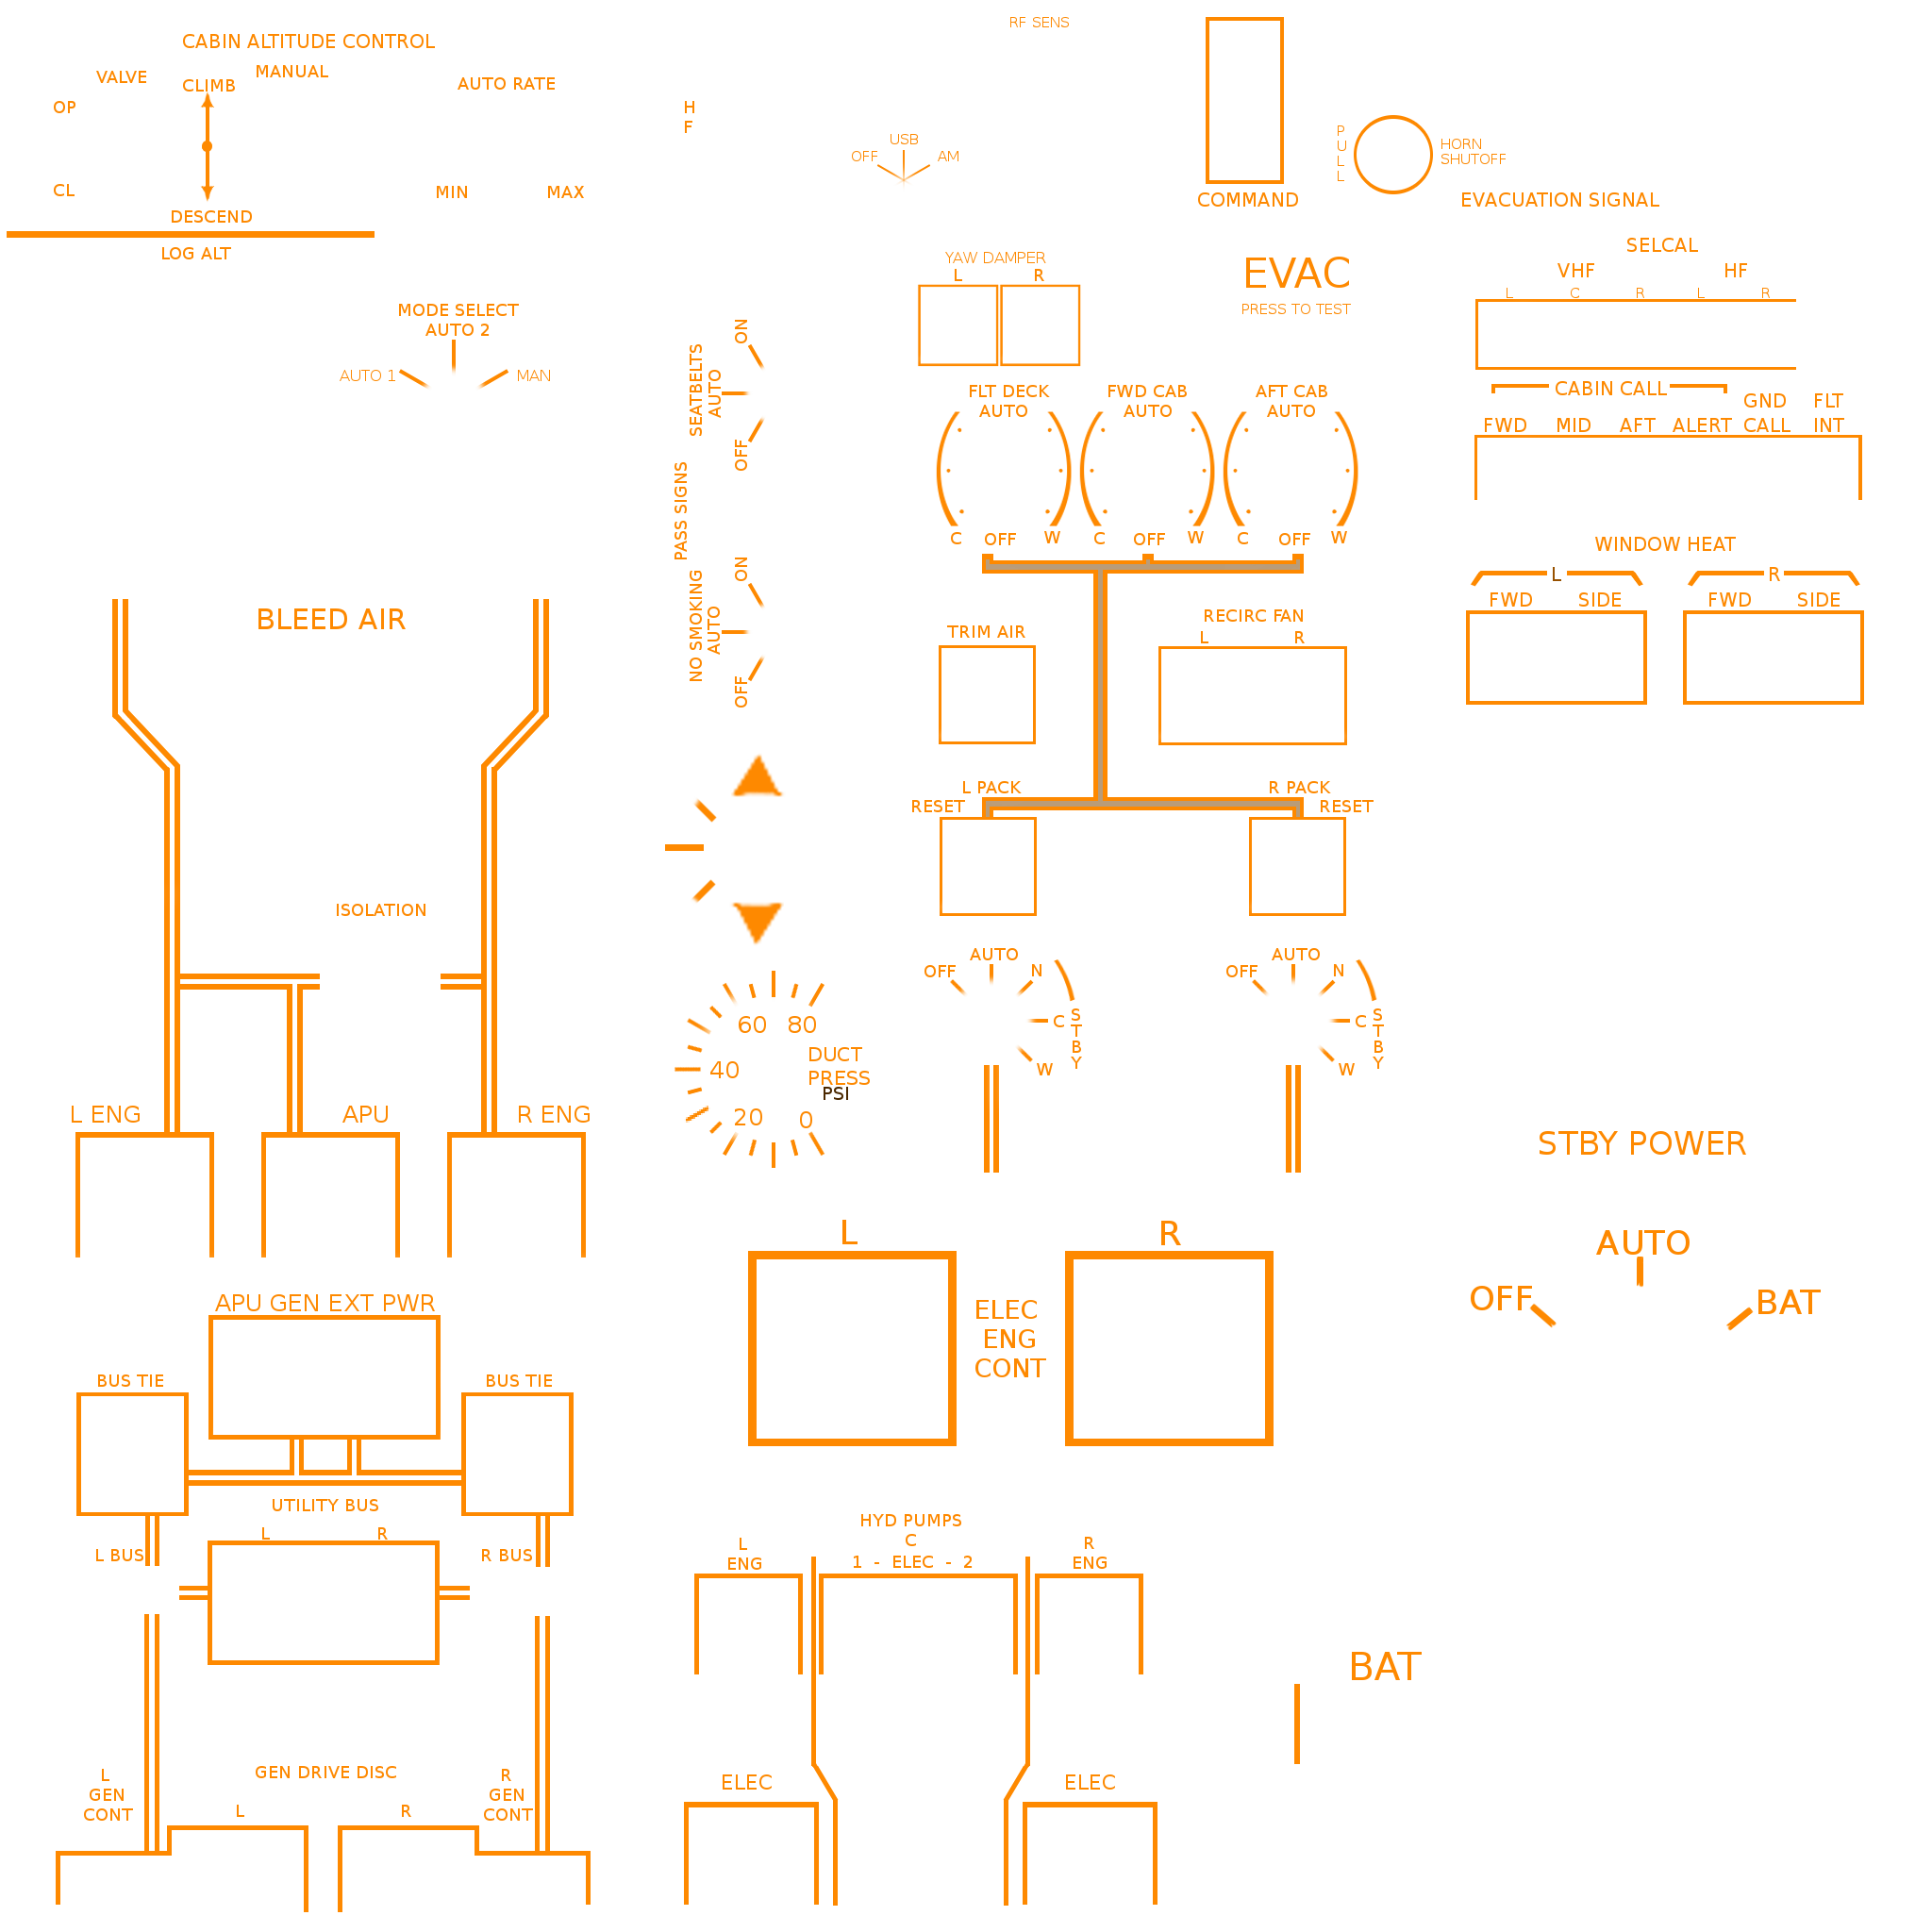 CABIN ALTITUDE CONTROL
VALVE
CLIMB
MANUAL
AUTO RATE
OP
CL
MIN
MAX
DESCEND
LOG ALT
MODE SELECT
AUTO 2
AUTO 1
MAN
H
F
RF SENS
OFF
USB
AM
COMMAND
PULL
HORN
SHUTOFF
EVACUATION SIGNAL
EVAC
PRESS TO TEST
YAW DAMPER
L R
SELCAL
VHF HF
L C R L R
CABIN CALL
GND FLT
FWD MID AFT ALERT CALL INT
SEATBELTS
AUTO
ON
OFF
PASS SIGNS
NO SMOKING
AUTO
ON
OFF
FLT DECK
AUTO
FWD CAB
AUTO
AFT CAB
AUTO
C OFF W
C OFF W
C OFF W
WINDOW HEAT
L R
FWD SIDE
FWD SIDE
TRIM AIR
RECIRC FAN
L R
L PACK
RESET
R PACK
RESET
BLEED AIR
ISOLATION
L ENG
APU
R ENG
OFF
AUTO
N
C
W
STBY
OFF
AUTO
N
C
W
STBY
60 80
40
20 0
DUCT
PRESS
PSI
STBY POWER
OFF
AUTO
BAT
L
R
ELEC
ENG
CONT
APU GEN EXT PWR
BUS TIE
BUS TIE
UTILITY BUS
L R
L BUS
R BUS
GEN DRIVE DISC
L R
L
GEN
CONT
R
GEN
CONT
HYD PUMPS
C
1 - ELEC - 2
L
ENG
R
ENG
ELEC
ELEC
BAT